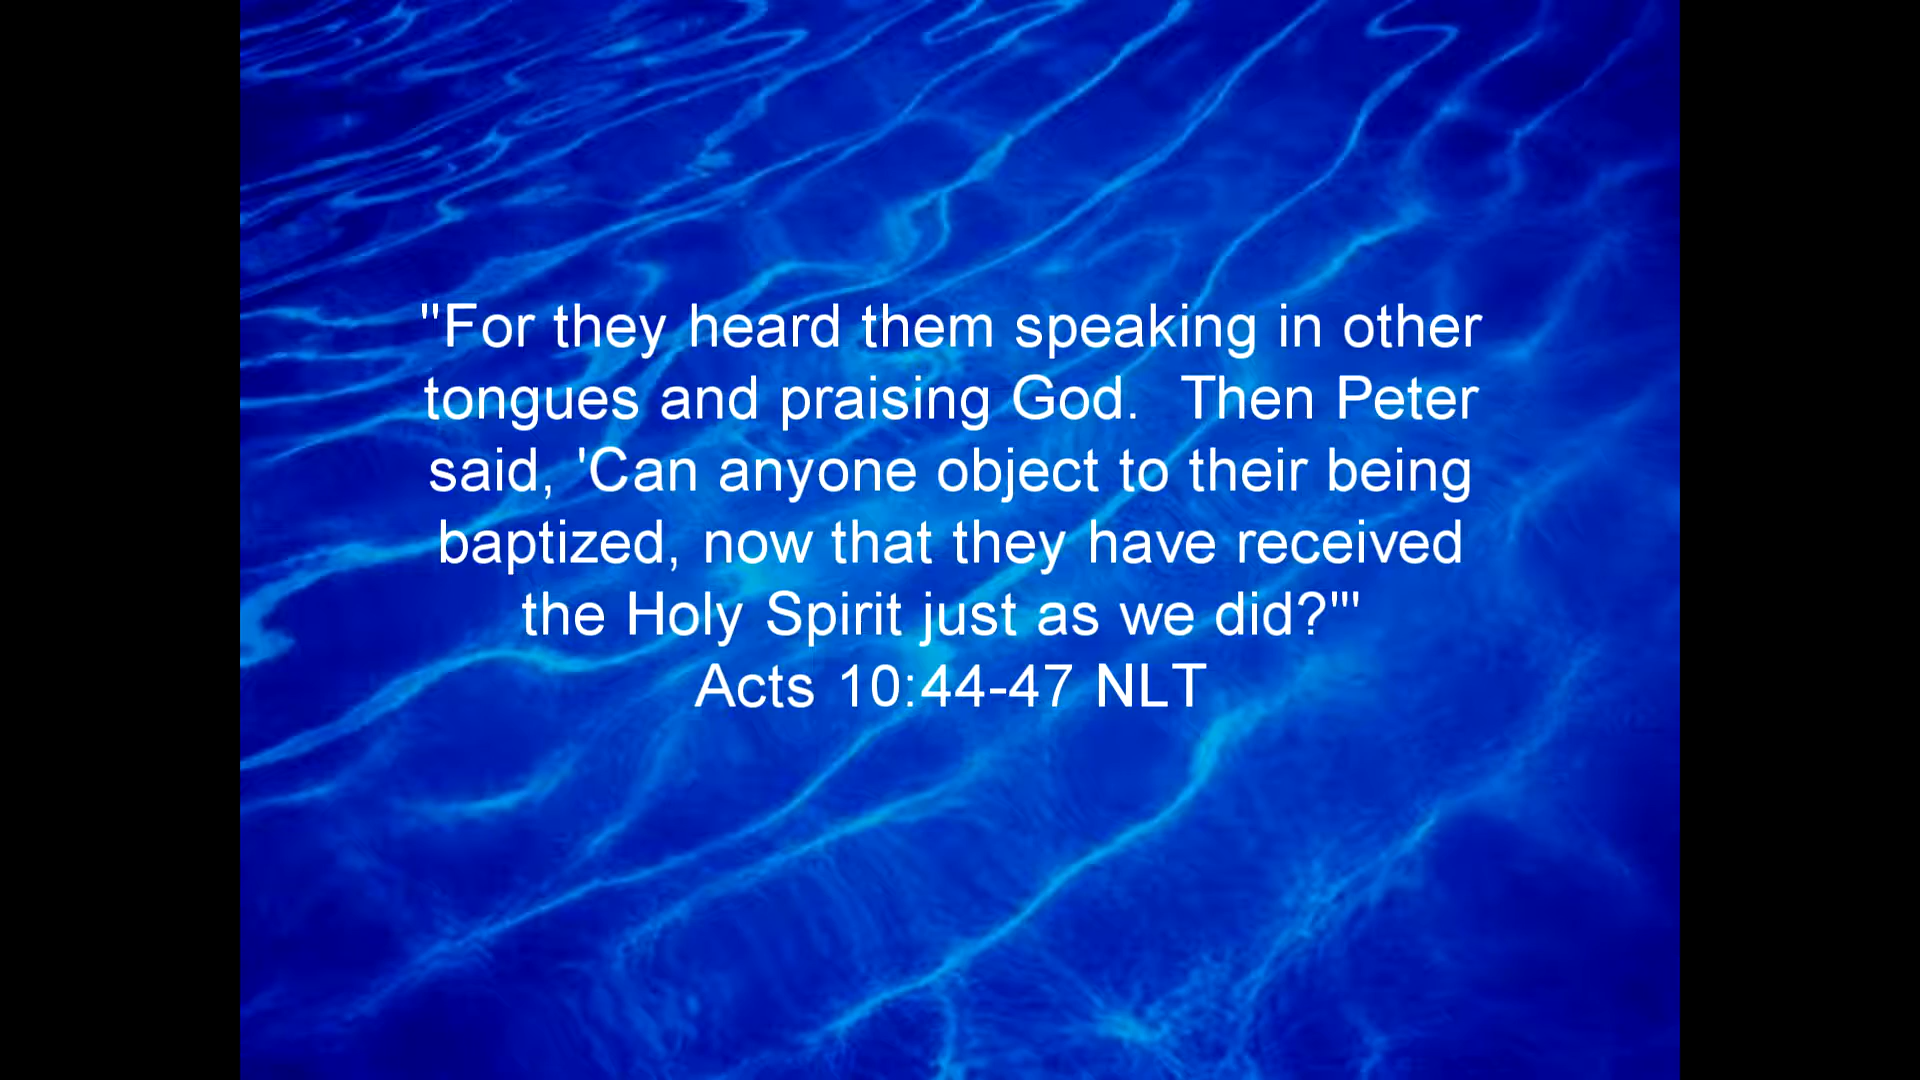 "For they heard them speaking in other
tongues and praising God.  Then Peter
said, 'Can anyone object to their being
baptized, now that they have received
the Holy Spirit just as we did?'"
Acts 10:44-47 NLT